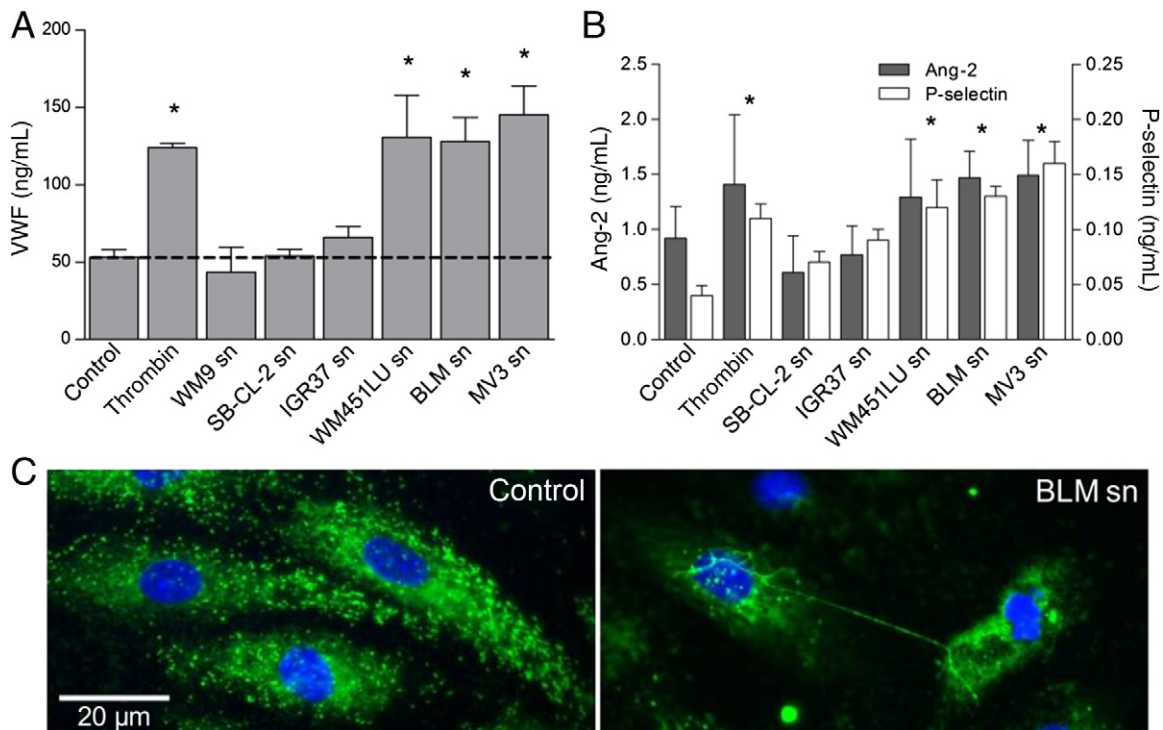 A
VWF (ng/mL)
200
150
100
50
0
*
*
*
*
Control
Thrombin
WM9 sn
SB-CL-2 sn
IGR37 sn
WM451LU sn
BLM sn
MV3 sn
B
Ang-2 (ng/mL)
2.5
2.0
1.5
1.0
0.5
0.0
Ang-2
P-selectin
*
*
*
*
0.25
0.20
0.15
0.10
0.05
0.00
P-selectin (ng/mL)
Control
Thrombin
SB-CL-2 sn
IGR37 sn
WM451LU sn
BLM sn
MV3 sn
C
Control
20 µm
BLM sn